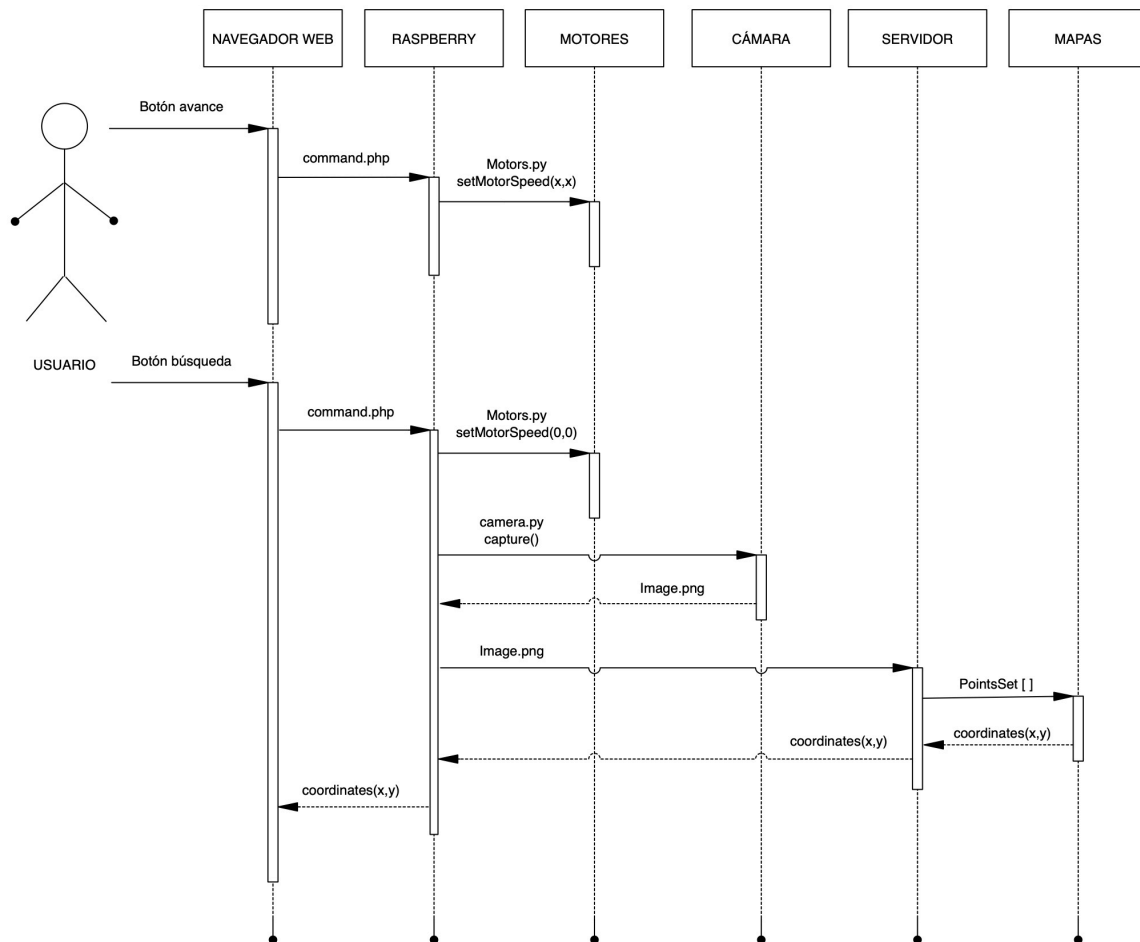 NAVEGADOR WEB
RASPBERRY
MOTORES
CÁMARA
SERVIDOR
MAPAS
Botón avance
command.php
Motors.py
setMotorSpeed(x,x)
USUARIO
Botón búsqueda
command.php
Motors.py
setMotorSpeed(0,0)
camera.py
capture()
Image.png
Image.png
PointsSet [ ]
coordinates(x,y)
coordinates(x,y)
coordinates(x,y)